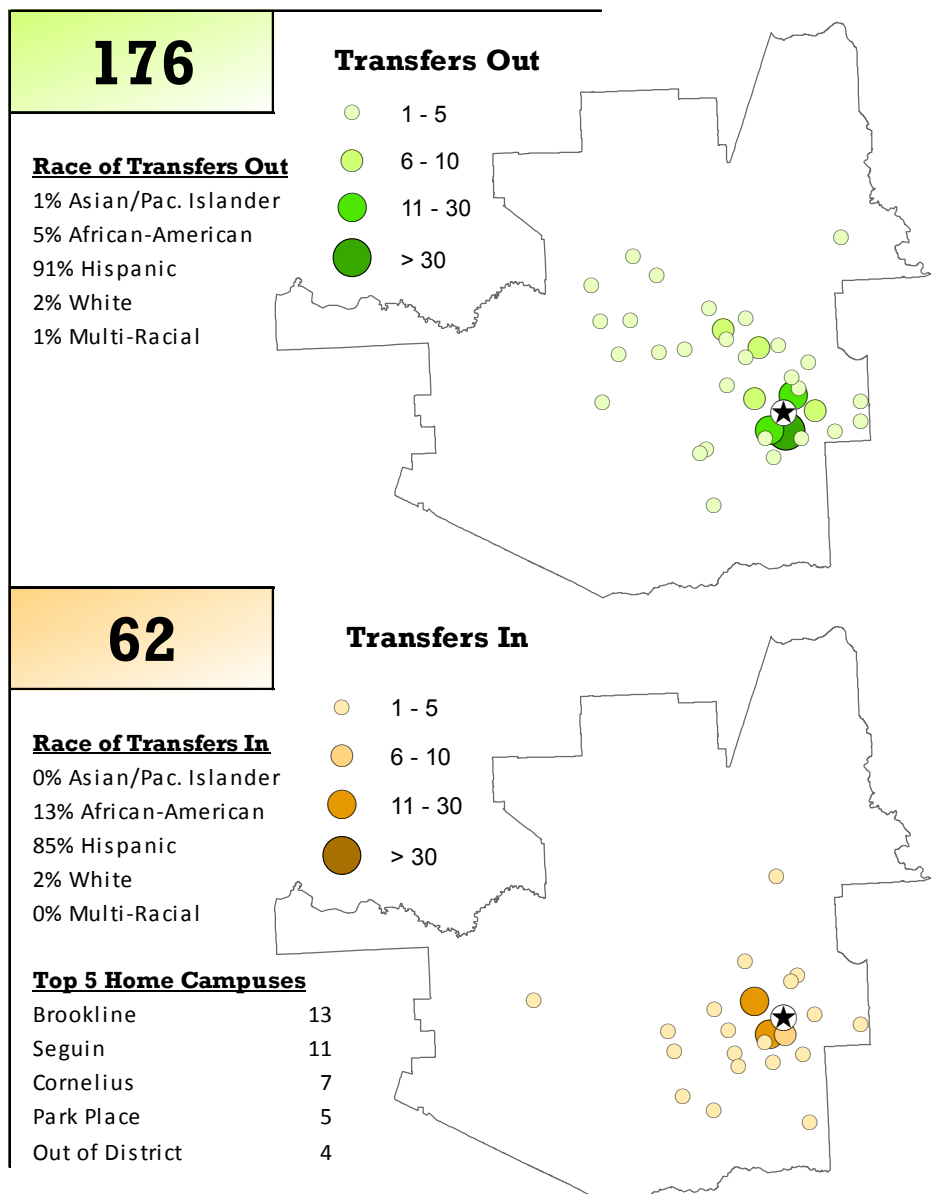 176
Transfers Out
1 - 5
6 - 10
11 - 30
> 30
Race of Transfers Out
1% Asian/Pac. Islander
5% African-American
91% Hispanic
2% White
1% Multi-Racial
62
Transfers In
1 - 5
6 - 10
11 - 30
> 30
Race of Transfers In
0% Asian/Pac. Islander
13% African-American
85% Hispanic
2% White
0% Multi-Racial
Top 5 Home Campuses
Brookline 13
Seguin 11
Cornelius 7
Park Place 5
Out of District 4